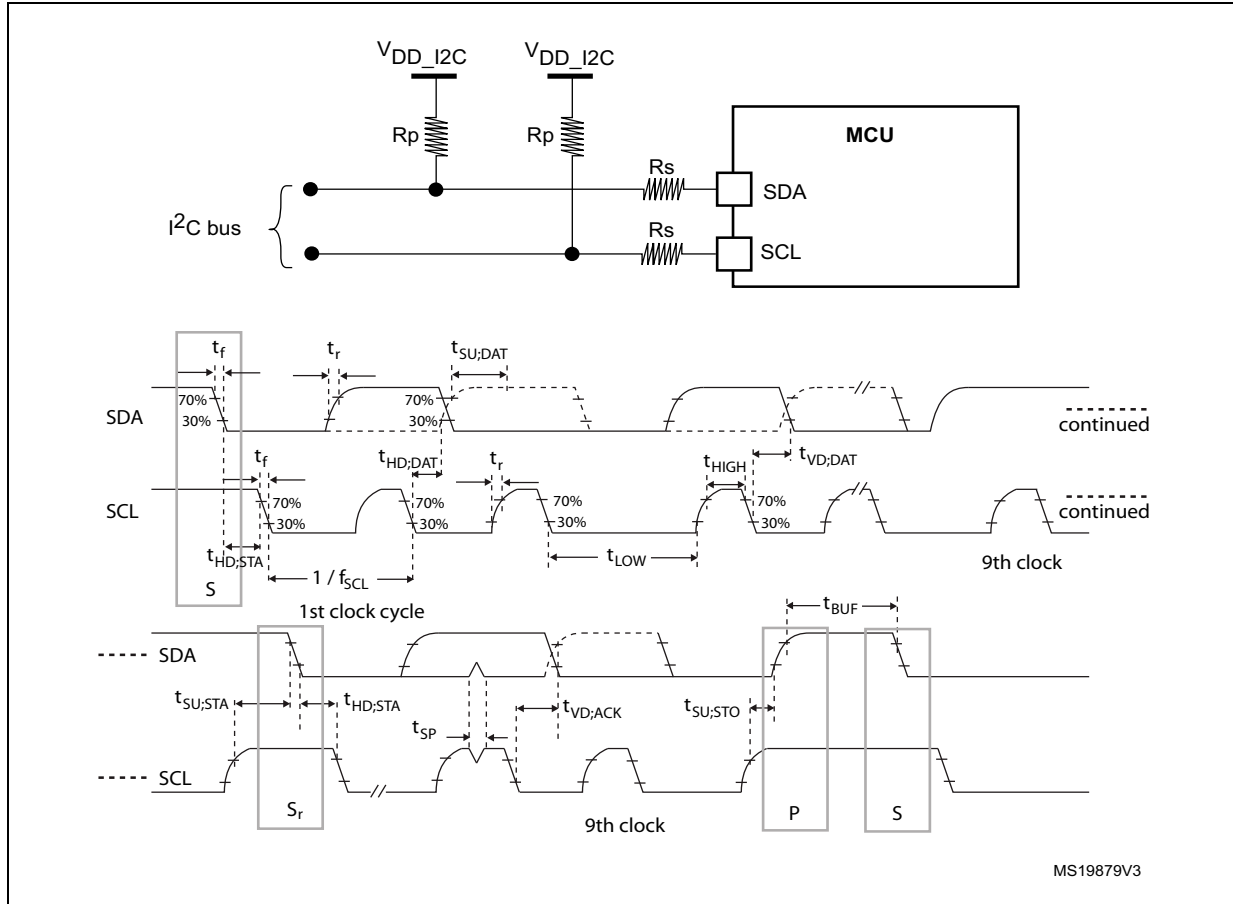 VDD_I2C VDD_I2C
Rp Rp
MCU
Rs
SDA
I2C bus
Rs
SCL
tf tr tSU;DAT
70% 70%
SDA
30% 30%
continued
tf tHD;DAT tr tHIGH tVD;DAT
70% 70% 70% 70%
SCL
30% 30% 30% 30%
continued
tHD;STA
tLOW
9th clock
S
1 / fSCL
1st clock cycle
tBUF
SDA
tSU;STA tHD;STA tSP tVD;ACK tSU;STO
SCL
Sr
9th clock
P S
MS19879V3